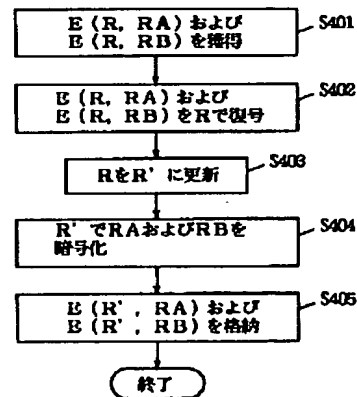 E (R, RA) および
E (R, RB) を獲得
S401
E (R, RA) および
E (R, RB) をRで復号
S402
RをR' に更新
S403
R' でRAおよびRBを
暗号化
S404
E (R', RA) および
E (R', RB) を格納
S405
終了